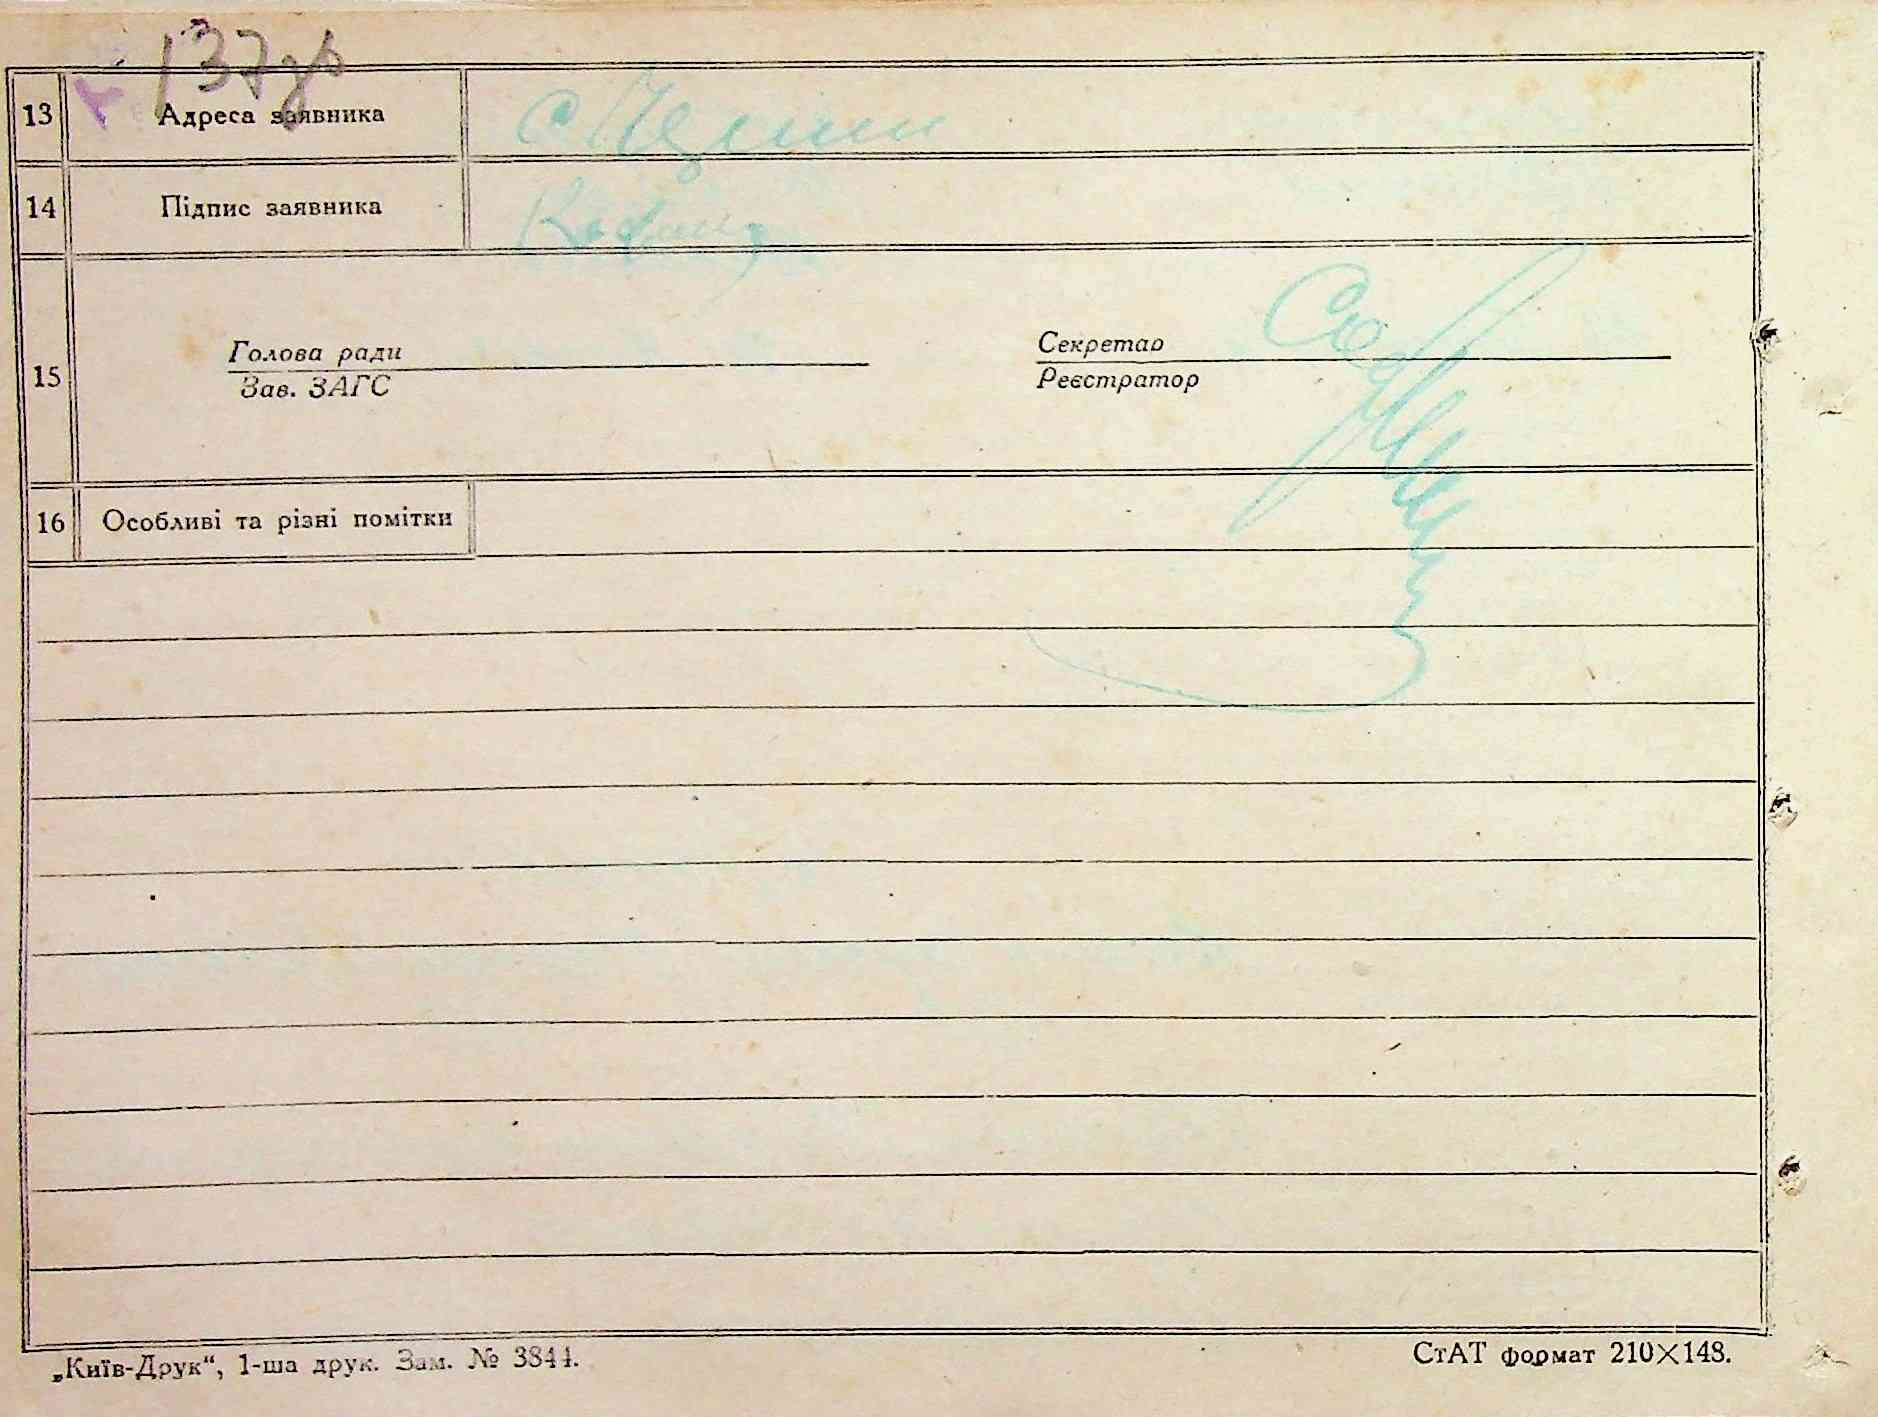 137зв
13 Адреса заявника с.
14 Підпис заявника
Голова ради Секретар
15
Зав. ЗАГС Реєстратор
16 Особливі та різні помітки
„Київ-Друк“, 1-ша друк. Зам. № 3844. СтАТ формат 210×148.